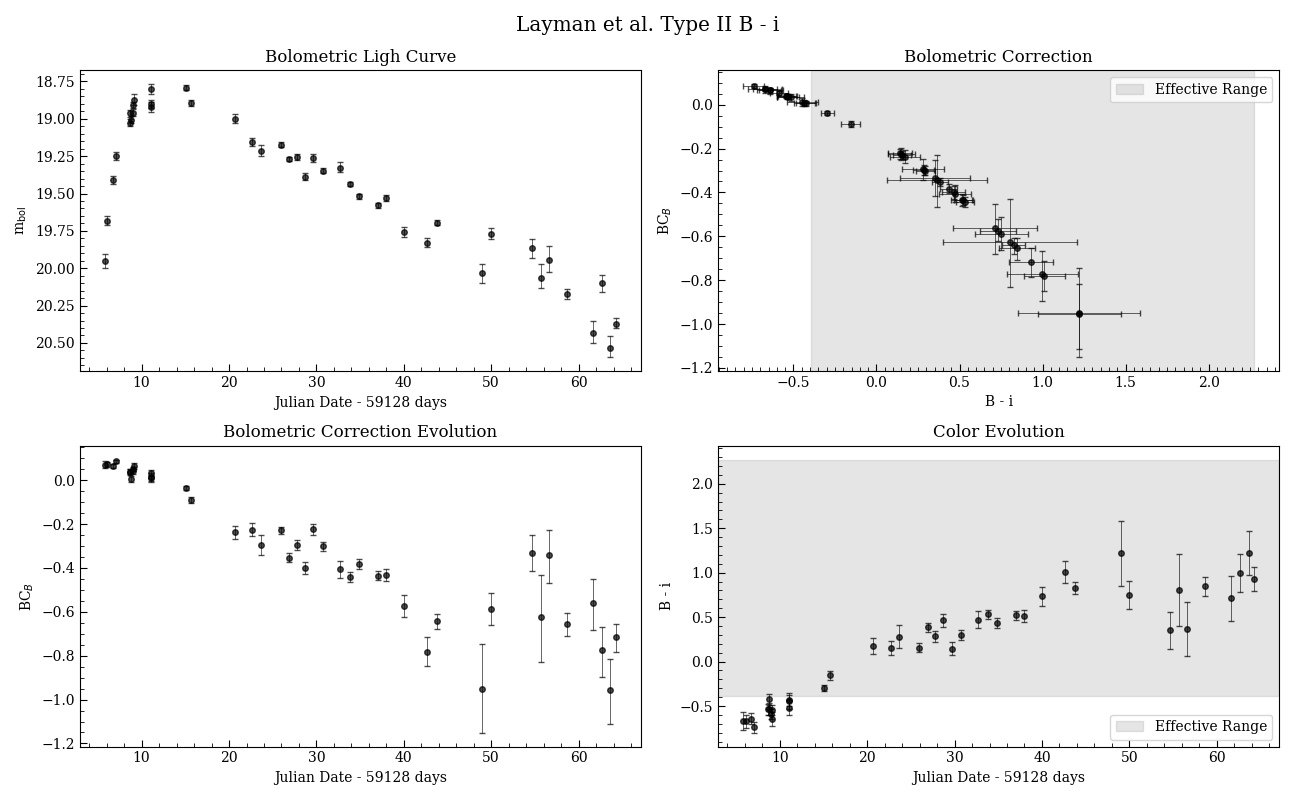 Layman et al. Type II B - i
Bolometric Ligh Curve
18.75
19.00
19.25
19.50
19.75
20.00
20.25
20.50
m_bol
10 20 30 40 50 60
Julian Date - 59128 days
Bolometric Correction
Effective Range
0.0
−0.2
−0.4
−0.6
−0.8
−1.0
−1.2
BC_B
−0.5 0.0 0.5 1.0 1.5 2.0
B - i
Bolometric Correction Evolution
0.0
−0.2
−0.4
−0.6
−0.8
−1.0
−1.2
BC_B
10 20 30 40 50 60
Julian Date - 59128 days
Color Evolution
2.0
1.5
1.0
0.5
0.0
−0.5
B - i
Effective Range
10 20 30 40 50 60
Julian Date - 59128 days